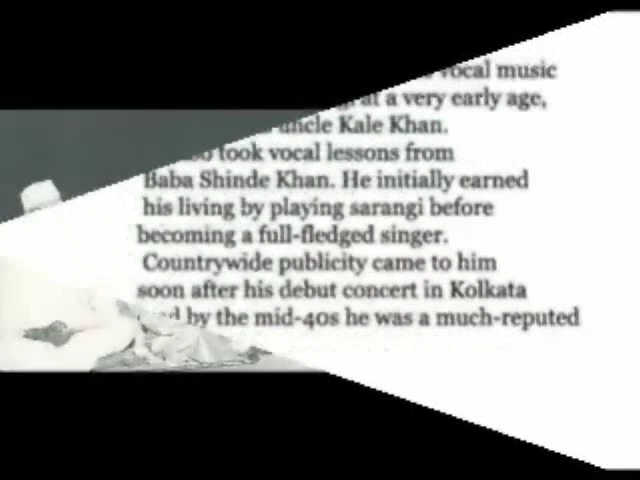 vocal music
at a very early age,
uncle Kale Khan.
took vocal lessons from
Baba Shinde Khan. He initially earned
his living by playing sarangi before
becoming a full-fledged singer.
Countrywide publicity came to him
soon after his debut concert in Kolkata
by the mid-40s he was a much-reputed